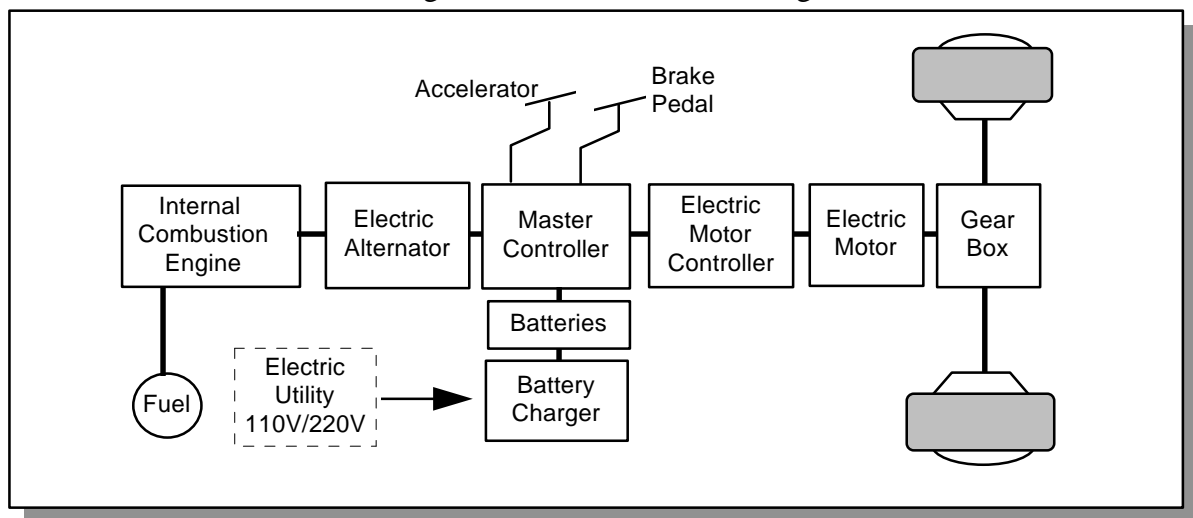 Accelerator
Brake
Pedal
Internal
Combustion
Engine
Electric
Alternator
Master
Controller
Electric
Motor
Controller
Electric
Motor
Gear
Box
Batteries
Electric
Utility
110V/220V
Battery
Charger
Fuel